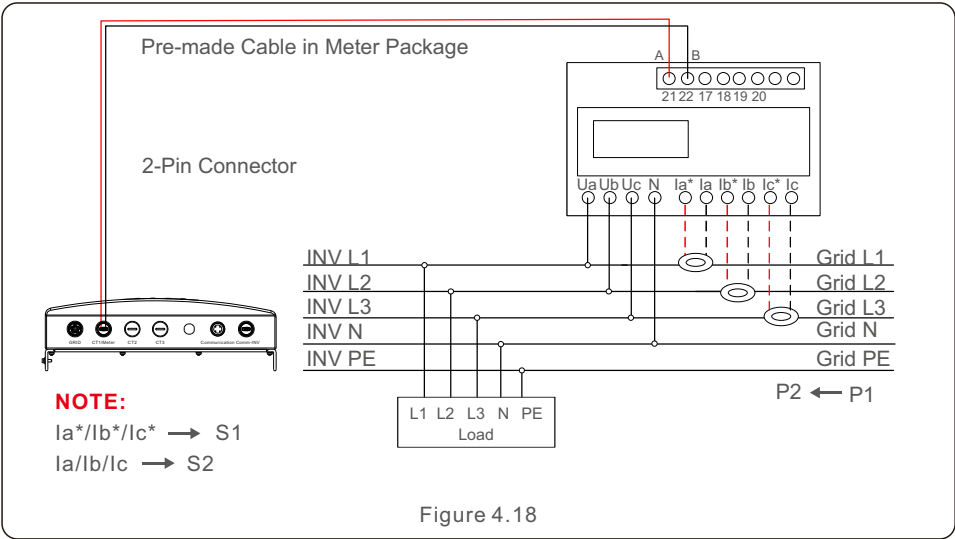 Pre-made Cable in Meter Package
A B
21 22 17 18 19 20
2-Pin Connector
Ua Ub Uc N Ia* Ia Ib* Ib Ic* Ic
INV L1 Grid L1
INV L2 Grid L2
INV L3 Grid L3
INV N Grid N
INV PE Grid PE
GRID CT1/Meter CT2 CT3 Communication Comm-INV
P2 ← P1
L1 L2 L3 N PE
Load
NOTE:
Ia*/Ib*/Ic* → S1
Ia/Ib/Ic → S2
Figure 4.18